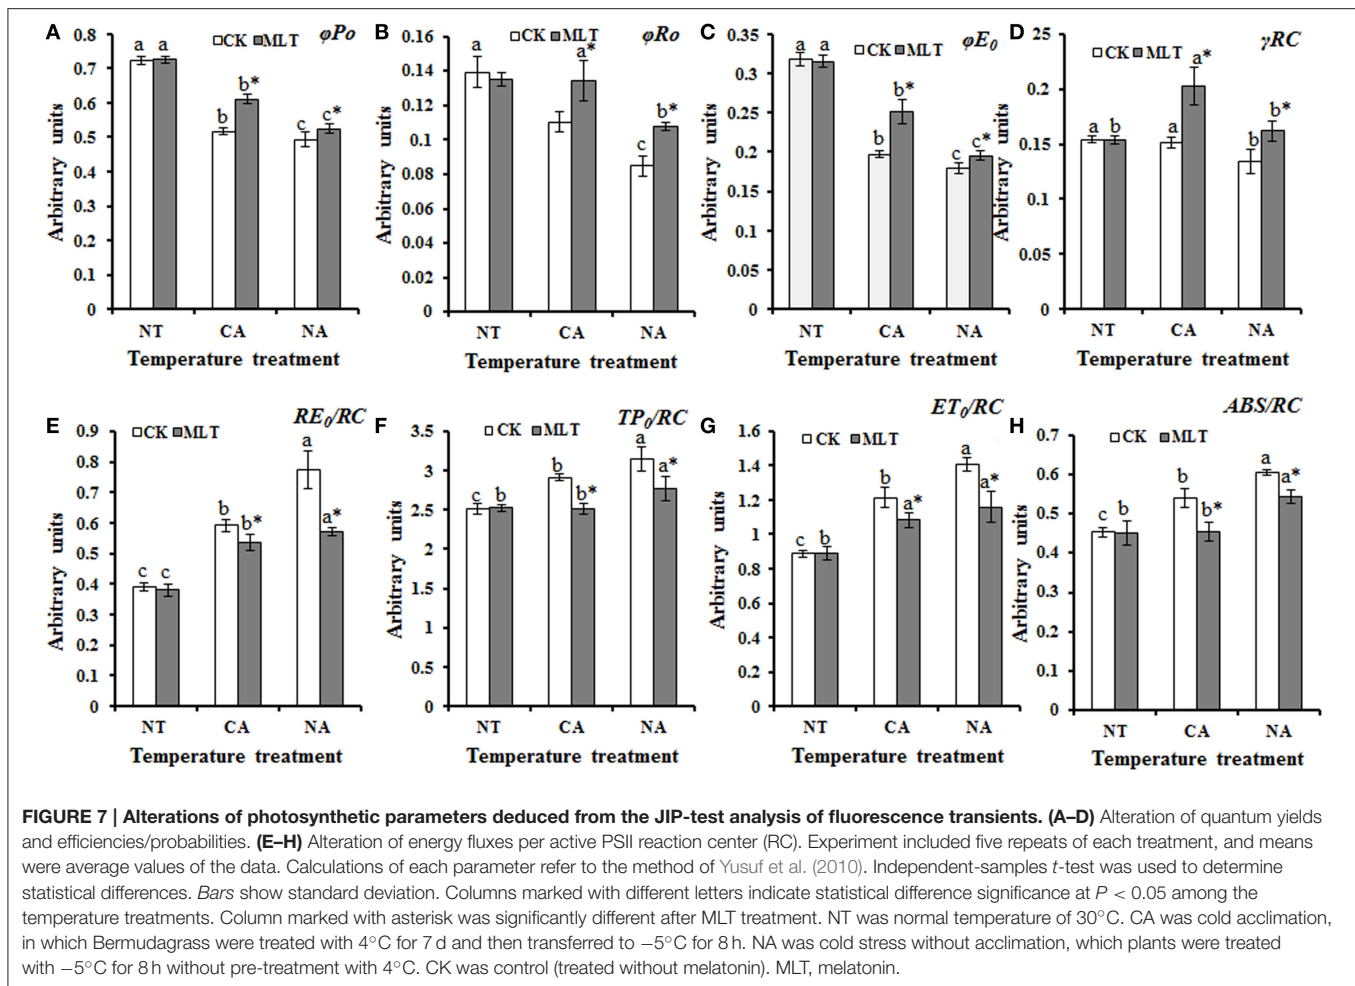 A φPo
CK MLT
a a b b* c c*
0.8
0.7
0.6
0.5
0.4
0.3
0.2
0.1
0
Arbitrary units
NT CA NA
Temperature treatment
B φRo
CK MLT
a a* c b*
0.16
0.14
0.12
0.1
0.08
0.06
0.04
0.02
0
Arbitrary units
NT CA NA
Temperature treatment
C φE0
CK MLT
a a b b* c c*
0.35
0.3
0.25
0.2
0.15
0.1
0.05
0
Arbitrary units
NT CA NA
Temperature treatment
D γRC
CK MLT
a b a a* b b*
0.25
0.2
0.15
0.1
0.05
0
Arbitrary units
NT CA NA
Temperature treatment
E RE0/RC
CK MLT
c c b b* a a*
0.9
0.8
0.7
0.6
0.5
0.4
0.3
0.2
0.1
0
Arbitrary units
NT CA NA
Temperature treatment
F TP0/RC
CK MLT
c b b b* a a*
3.5
3
2.5
2
1.5
1
0.5
0
Arbitrary units
NT CA NA
Temperature treatment
G ET0/RC
CK MLT
c b b a* a a*
1.6
1.4
1.2
1
0.8
0.6
0.4
0.2
0
Arbitrary units
NT CA NA
Temperature treatment
H ABS/RC
CK MLT
c b b b* a a*
0.7
0.6
0.5
0.4
0.3
0.2
0.1
0
Arbitrary units
NT CA NA
Temperature treatment
FIGURE 7 | Alterations of photosynthetic parameters deduced from the JIP-test analysis of fluorescence transients. (A–D) Alteration of quantum yields
and efficiencies/probabilities. (E–H) Alteration of energy fluxes per active PSII reaction center (RC). Experiment included five repeats of each treatment, and means
were average values of the data. Calculations of each parameter refer to the method of Yusuf et al. (2010). Independent-samples t-test was used to determine
statistical differences. Bars show standard deviation. Columns marked with different letters indicate statistical difference significance at P < 0.05 among the
temperature treatments. Column marked with asterisk was significantly different after MLT treatment. NT was normal temperature of 30°C. CA was cold acclimation,
in which Bermudagrass were treated with 4°C for 7 d and then transferred to −5°C for 8 h. NA was cold stress without acclimation, which plants were treated
with −5°C for 8 h without pre-treatment with 4°C. CK was control (treated without melatonin). MLT, melatonin.